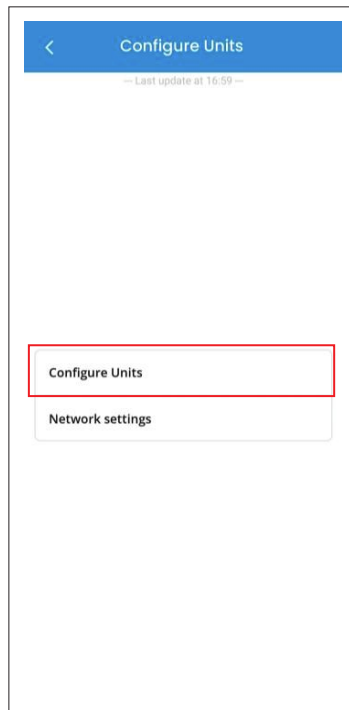 Configure Units
— Last update at 16:59 —
Configure Units
Network settings